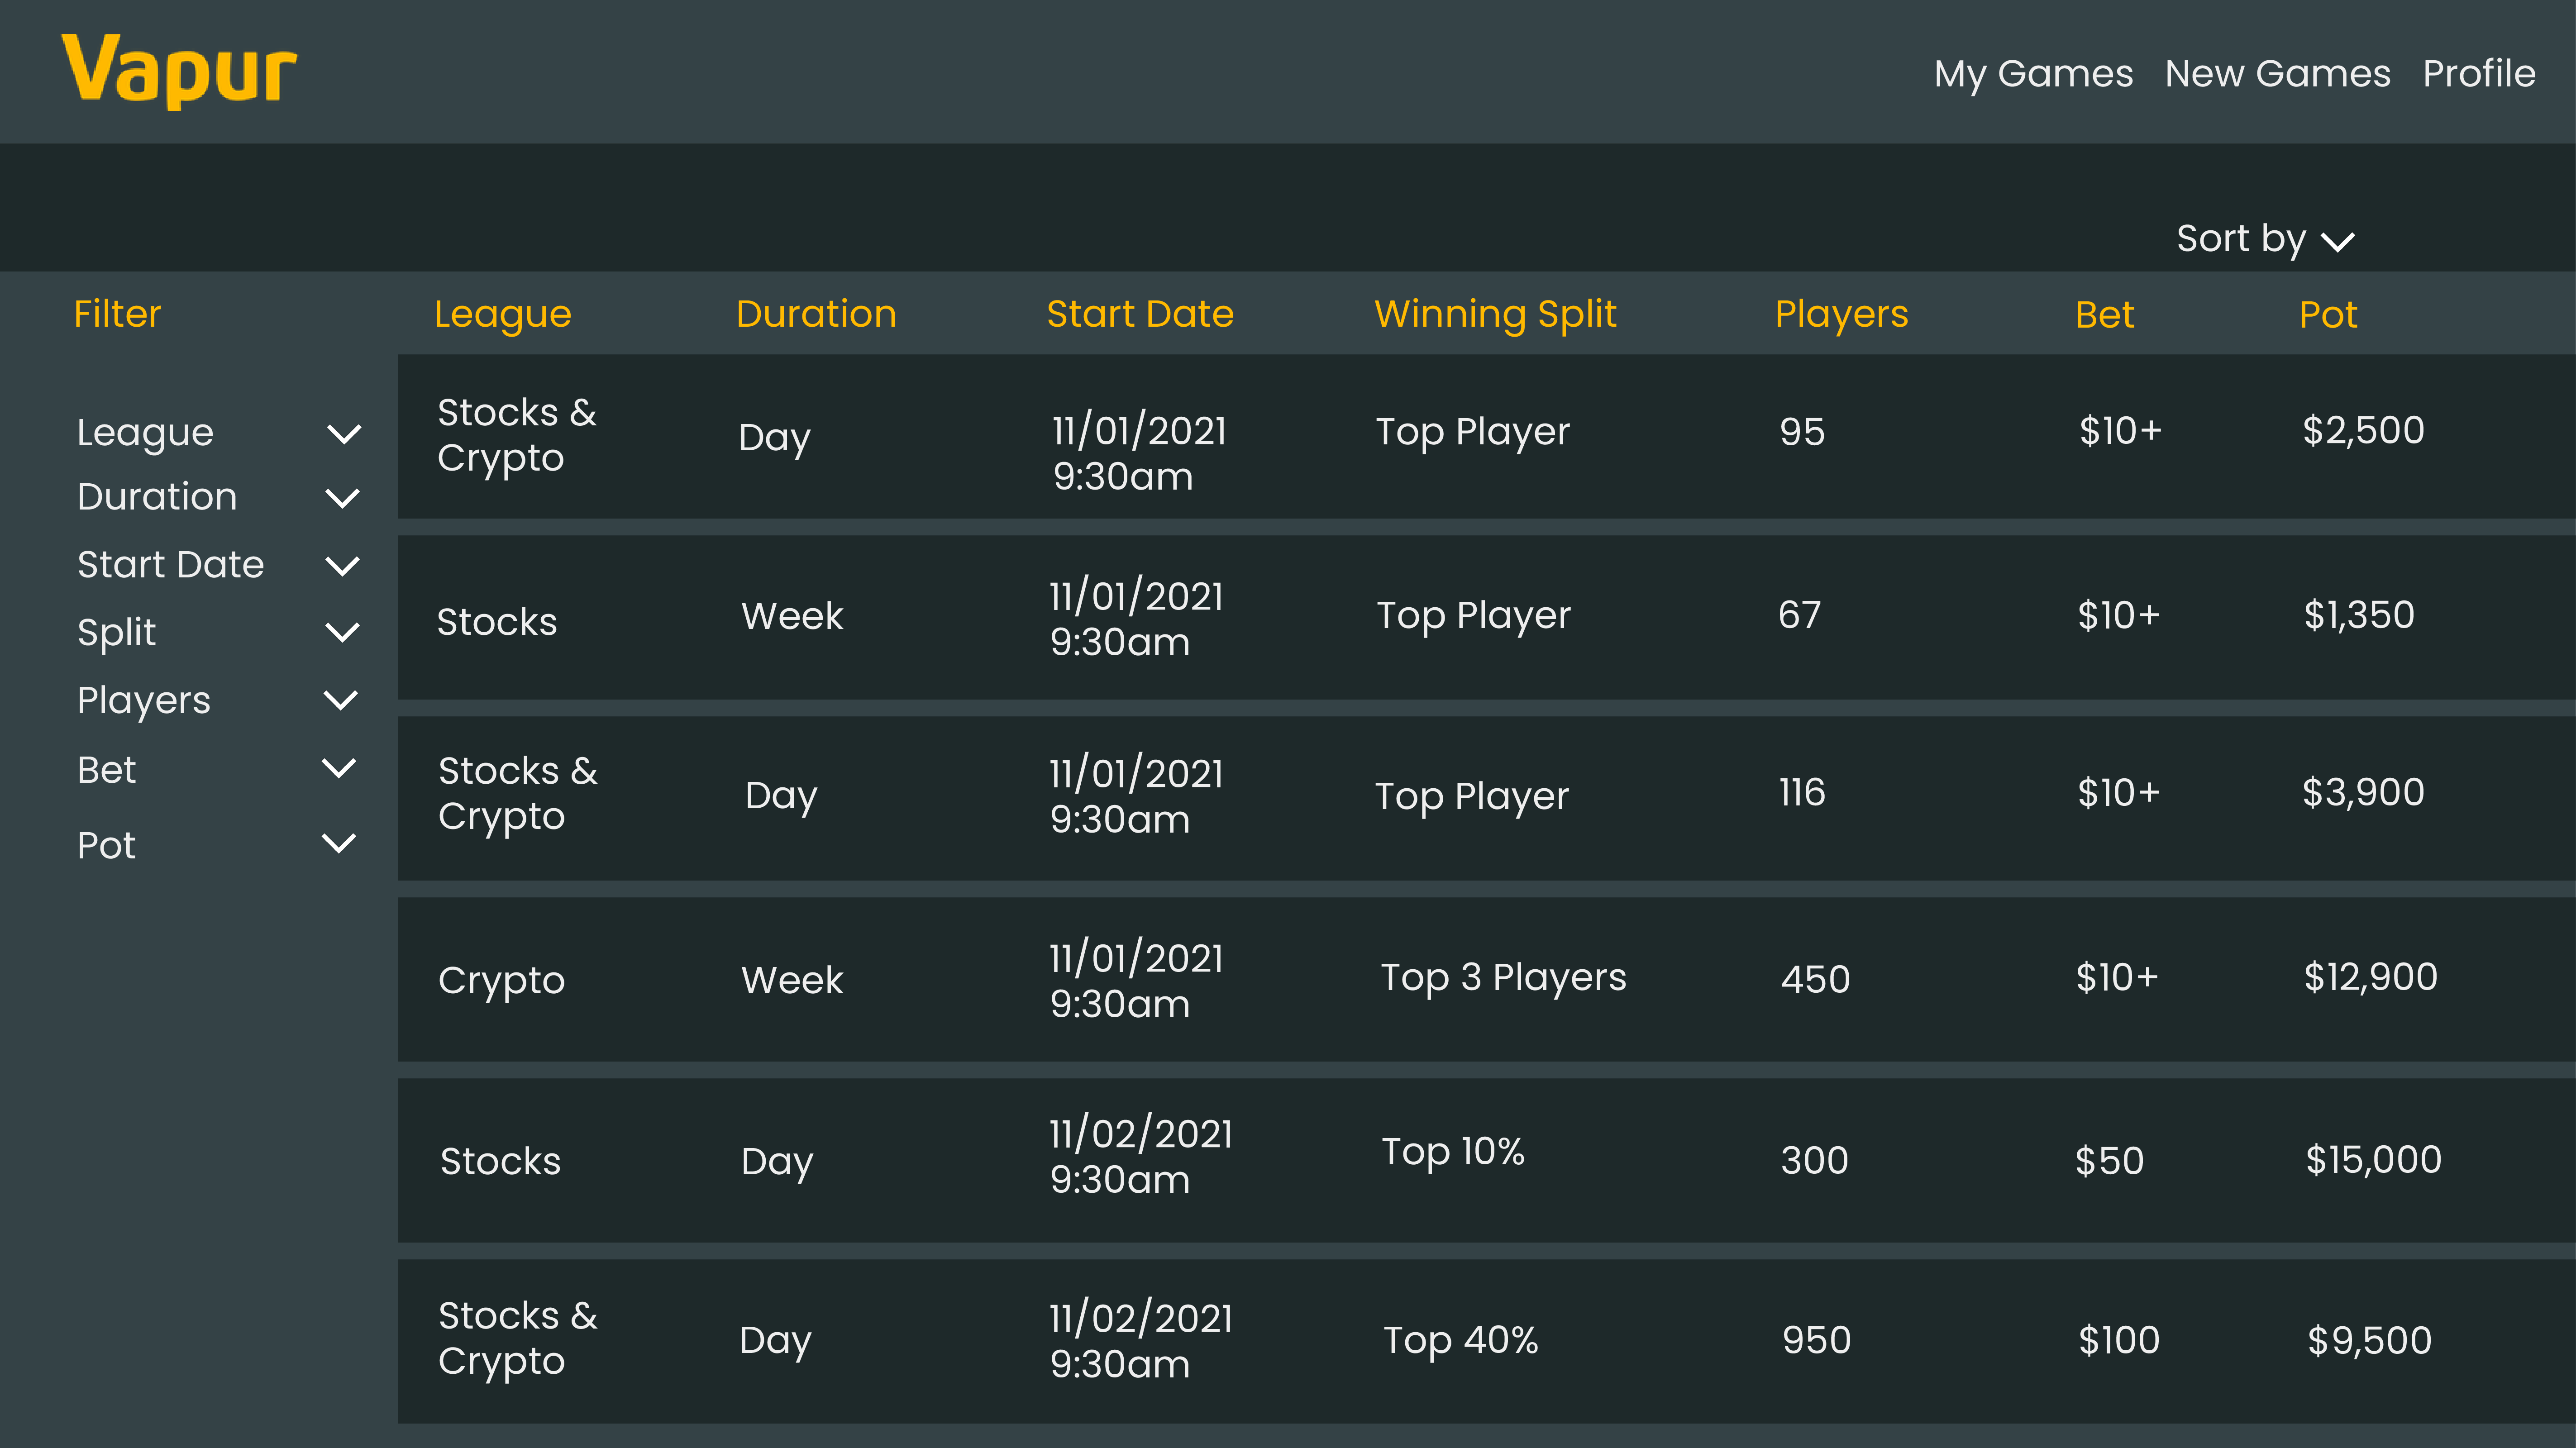 Vapur
My Games New Games Profile
Sort by
Filter League Duration Start Date Winning Split Players Bet Pot
League
Duration
Start Date
Split
Players
Bet
Pot
Stocks &
Crypto
Day
11/01/2021
9:30am
Top Player
95
$10+
$2,500
Stocks
Week
11/01/2021
9:30am
Top Player
67
$10+
$1,350
Stocks &
Crypto
Day
11/01/2021
9:30am
Top Player
116
$10+
$3,900
Crypto
Week
11/01/2021
9:30am
Top 3 Players
450
$10+
$12,900
Stocks
Day
11/02/2021
9:30am
Top 10%
300
$50
$15,000
Stocks &
Crypto
Day
11/02/2021
9:30am
Top 40%
950
$100
$9,500